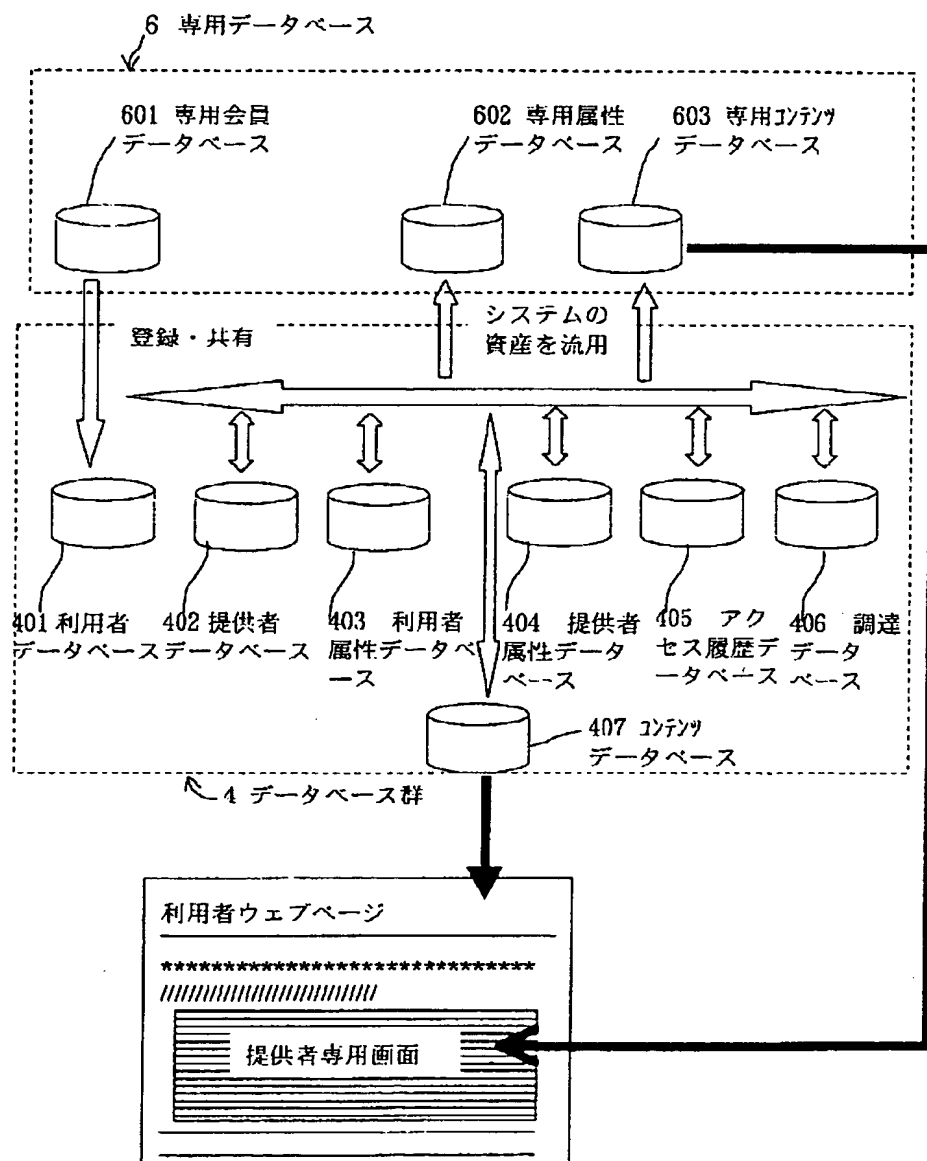 6 専用データベース
601 専用会員
データベース
602 専用属性
データベース
603 専用ｺﾝﾃﾝﾂ
データベース
登録・共有
システムの
資産を流用
401 利用者
データベース
402 提供者
データベース
403 利用者
属性データベ
ース
404 提供者
属性データ
ベース
405 アク
セス履歴デ
ータベース
406 調達
データ
ベース
407 ｺﾝﾃﾝﾂ
データベース
4 データベース群
利用者ウェブページ
******************************
//////////////////////////////
提供者専用画面